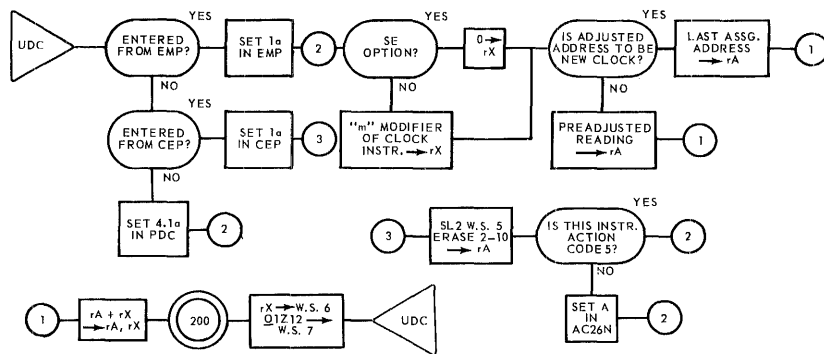 UDC
ENTERED
FROM EMP?
YES
SET 1a
IN EMP
2
SE
OPTION?
YES
0 →
rX
IS ADJUSTED
ADDRESS TO BE
NEW CLOCK?
YES
LAST ASSG.
ADDRESS
→ rA
1
NO
NO
NO
ENTERED
FROM CEP?
YES
SET 1a
IN CEP
3
"m" MODIFIER
OF CLOCK
INSTR. → rX
PREADJUSTED
READING
→ rA
1
NO
SET 4.1a
IN PDC
2
3
SL2 W.S. 5
ERASE 2-10
→ rA
IS THIS INSTR.
ACTION
CODE 5?
YES
2
NO
SET A
IN
AC26N
2
1
rA + rX
→ rA, rX
200
rX → W.S. 6
01Z12 →
W.S. 7
UDC